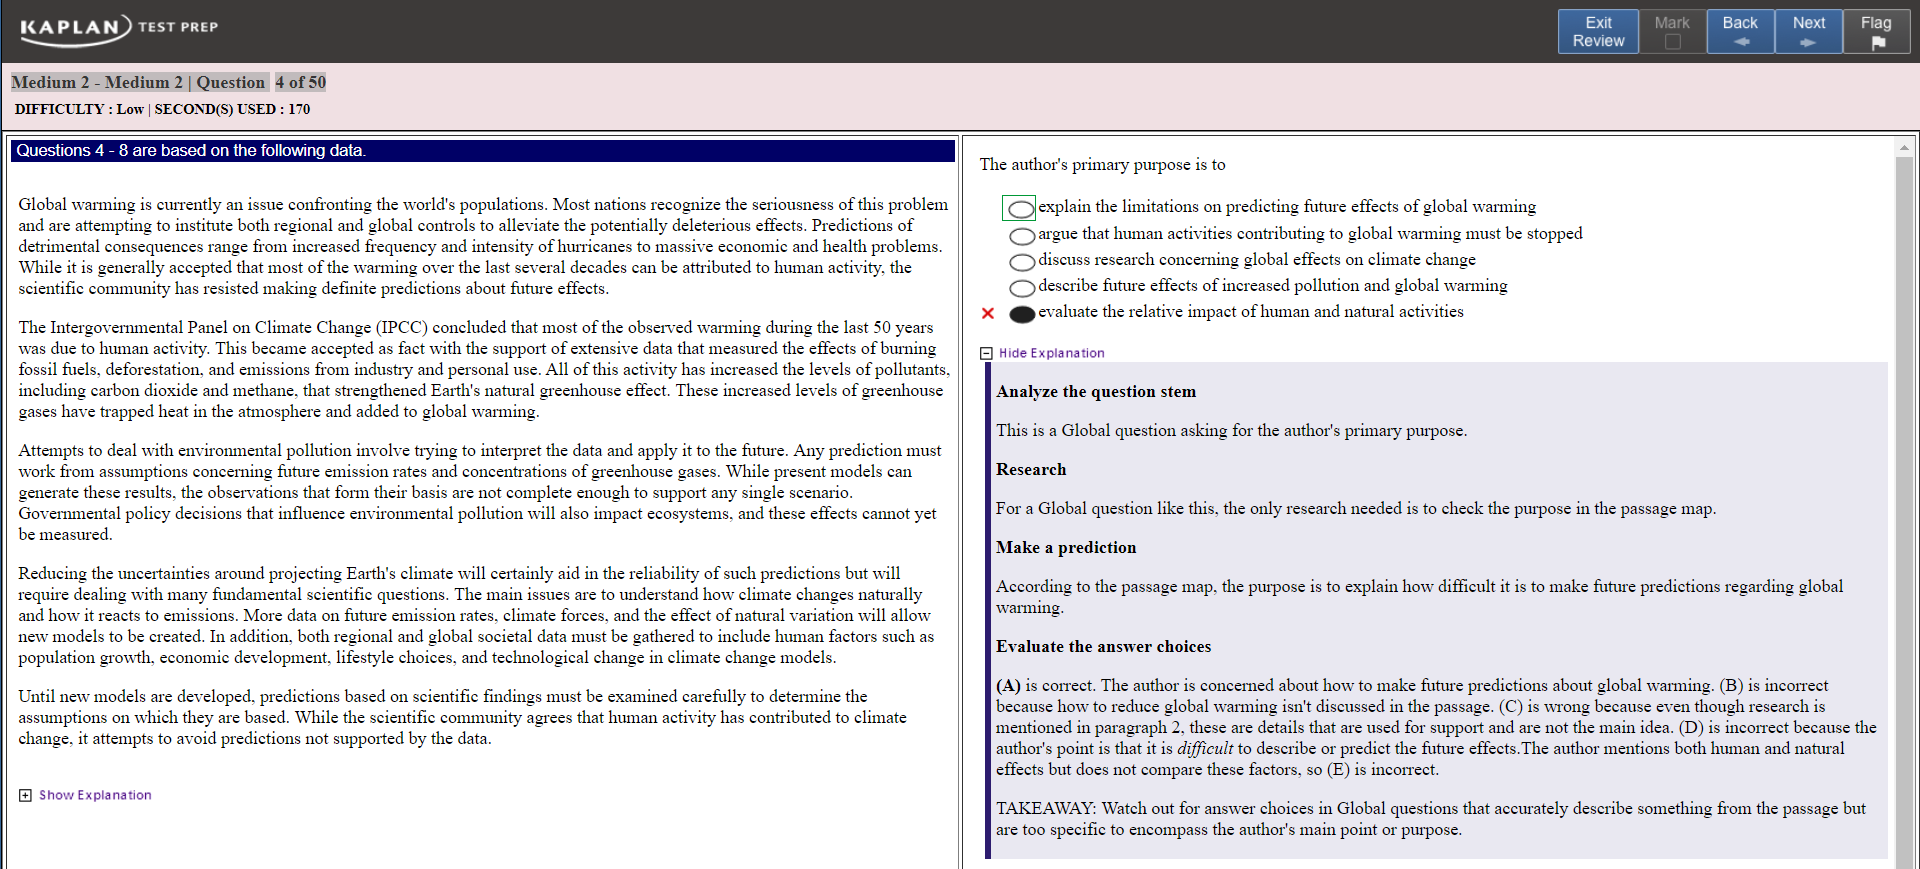 KAPLAN TEST PREP
Exit Review
Mark
Back
Next
Flag
Medium 2 - Medium 2 | Question 4 of 50
DIFFICULTY : Low | SECOND(S) USED : 170
Questions 4 - 8 are based on the following data.
Global warming is currently an issue confronting the world's populations. Most nations recognize the seriousness of this problem
and are attempting to institute both regional and global controls to alleviate the potentially deleterious effects. Predictions of
detrimental consequences range from increased frequency and intensity of hurricanes to massive economic and health problems.
While it is generally accepted that most of the warming over the last several decades can be attributed to human activity, the
scientific community has resisted making definite predictions about future effects.
The Intergovernmental Panel on Climate Change (IPCC) concluded that most of the observed warming during the last 50 years
was due to human activity. This became accepted as fact with the support of extensive data that measured the effects of burning
fossil fuels, deforestation, and emissions from industry and personal use. All of this activity has increased the levels of pollutants,
including carbon dioxide and methane, that strengthened Earth's natural greenhouse effect. These increased levels of greenhouse
gases have trapped heat in the atmosphere and added to global warming.
Attempts to deal with environmental pollution involve trying to interpret the data and apply it to the future. Any prediction must
work from assumptions concerning future emission rates and concentrations of greenhouse gases. While present models can
generate these results, the observations that form their basis are not complete enough to support any single scenario.
Governmental policy decisions that influence environmental pollution will also impact ecosystems, and these effects cannot yet
be measured.
Reducing the uncertainties around projecting Earth's climate will certainly aid in the reliability of such predictions but will
require dealing with many fundamental scientific questions. The main issues are to understand how climate changes naturally
and how it reacts to emissions. More data on future emission rates, climate forces, and the effect of natural variation will allow
new models to be created. In addition, both regional and global societal data must be gathered to include human factors such as
population growth, economic development, lifestyle choices, and technological change in climate change models.
Until new models are developed, predictions based on scientific findings must be examined carefully to determine the
assumptions on which they are based. While the scientific community agrees that human activity has contributed to climate
change, it attempts to avoid predictions not supported by the data.
Show Explanation
The author's primary purpose is to
explain the limitations on predicting future effects of global warming
argue that human activities contributing to global warming must be stopped
discuss research concerning global effects on climate change
describe future effects of increased pollution and global warming
evaluate the relative impact of human and natural activities
Hide Explanation
Analyze the question stem
This is a Global question asking for the author's primary purpose.
Research
For a Global question like this, the only research needed is to check the purpose in the passage map.
Make a prediction
According to the passage map, the purpose is to explain how difficult it is to make future predictions regarding global
warming.
Evaluate the answer choices
(A) is correct. The author is concerned about how to make future predictions about global warming. (B) is incorrect
because how to reduce global warming isn't discussed in the passage. (C) is wrong because even though research is
mentioned in paragraph 2, these are details that are used for support and are not the main idea. (D) is incorrect because the
author's point is that it is difficult to describe or predict the future effects.The author mentions both human and natural
effects but does not compare these factors, so (E) is incorrect.
TAKEAWAY: Watch out for answer choices in Global questions that accurately describe something from the passage but
are too specific to encompass the author's main point or purpose.